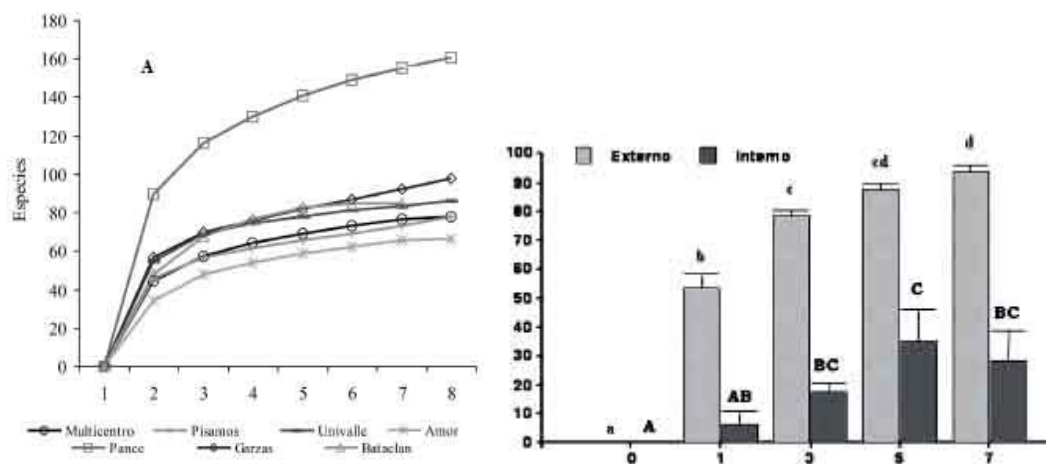 180
160
140
120
100
80
60
40
20
0
Especies
A
1 2 3 4 5 6 7 8
Multicentro Pisamos Univalle Amor
Pance Garzas Bataclan
100
90
80
70
60
50
40
30
20
10
0
Externo Interno
a A
b AB
c BC
cd C
d BC
0 1 3 5 7